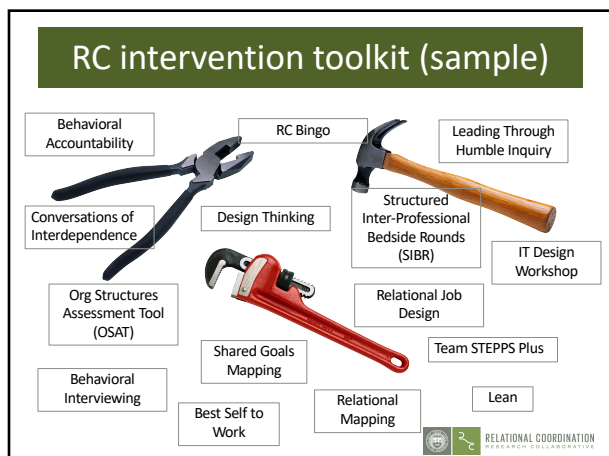 RC intervention toolkit (sample)
Behavioral
Accountability
RC Bingo
Leading Through
Humble Inquiry
Conversations of
Interdependence
Design Thinking
Structured
Inter-Professional
Bedside Rounds
(SIBR)
IT Design
Workshop
Org Structures
Assessment Tool
(OSAT)
Relational Job
Design
Shared Goals
Mapping
Team STEPPS Plus
Behavioral
Interviewing
Best Self to
Work
Relational
Mapping
Lean
RELATIONAL COORDINATION
RESEARCH COLLABORATIVE